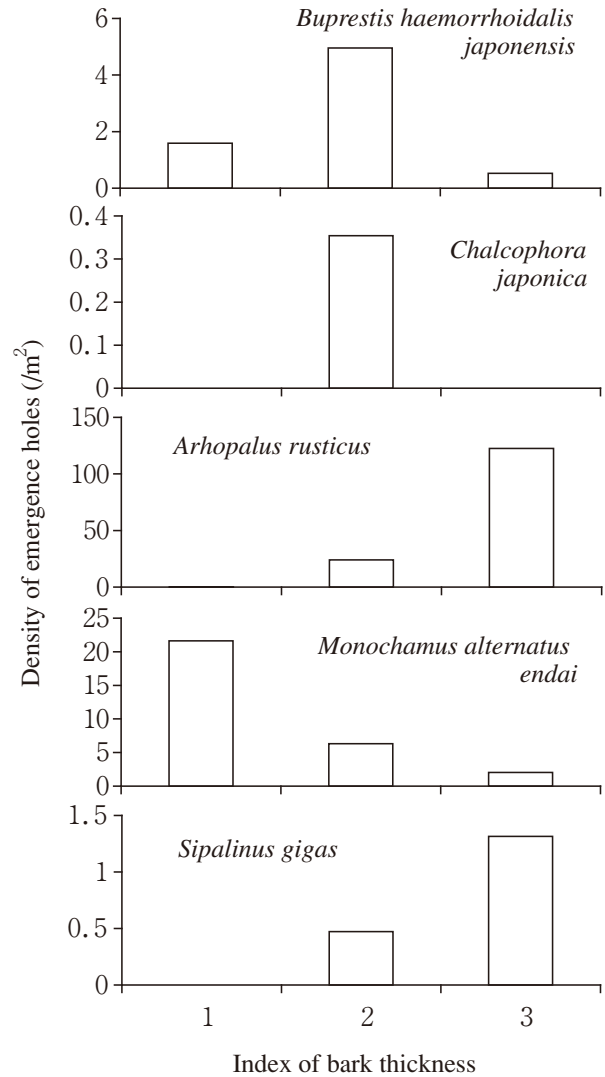 Buprestis haemorrhoidalis
japonensis
6
4
2
0
Chalcophora
japonica
0.4
0.3
0.2
0.1
0
Arhopalus rusticus
150
100
50
0
Monochamus alternatus
endai
25
20
15
10
5
0
Sipalinus gigas
1.5
1
0.5
0
1 2 3
Index of bark thickness
Density of emergence holes (/m²)